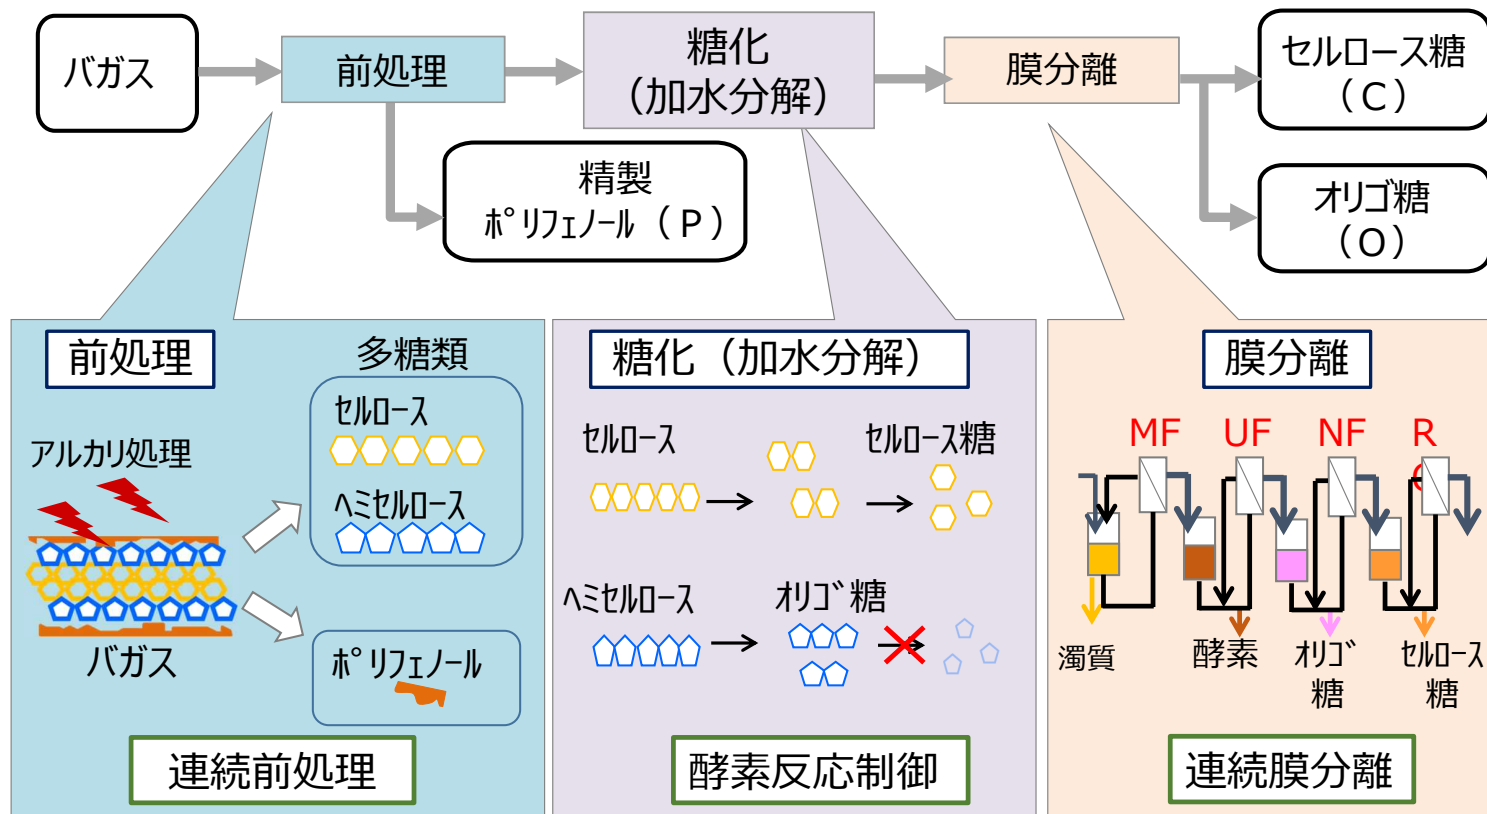 バガス
前処理
糖化
（加水分解）
膜分離
セルロース糖
（C）
精製
ﾎﾟﾘﾌｪﾉｰﾙ（P）
ｵﾘｺﾞ糖
（O）
前処理
多糖類
ｾﾙﾛｰｽ
ｱﾙｶﾘ処理
ﾍﾐｾﾙﾛｰｽ
バガス
ﾎﾟﾘﾌｪﾉｰﾙ
連続前処理
糖化（加水分解）
ｾﾙﾛｰｽ
ｾﾙﾛｰｽ糖
ﾍﾐｾﾙﾛｰｽ
ｵﾘｺﾞ糖
酵素反応制御
膜分離
MF UF NF RO
濁質
酵素
ｵﾘｺﾞ
糖
ｾﾙﾛｰｽ
糖
連続膜分離